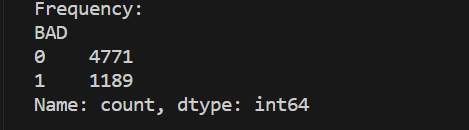 Frequency:
BAD
0    4771
1    1189
Name: count, dtype: int64